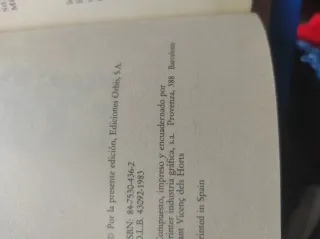 Por la presente edición, Ediciones Orbis, S.A.
ISBN: 84-7530-436-2
D.L.B. 43092-1983
Compuesto, impreso y encuadernado por
Printer industria gráfica, s.a. Provenza, 388 Barcelona
Sant Vicenç dels Horts
Printed in Spain